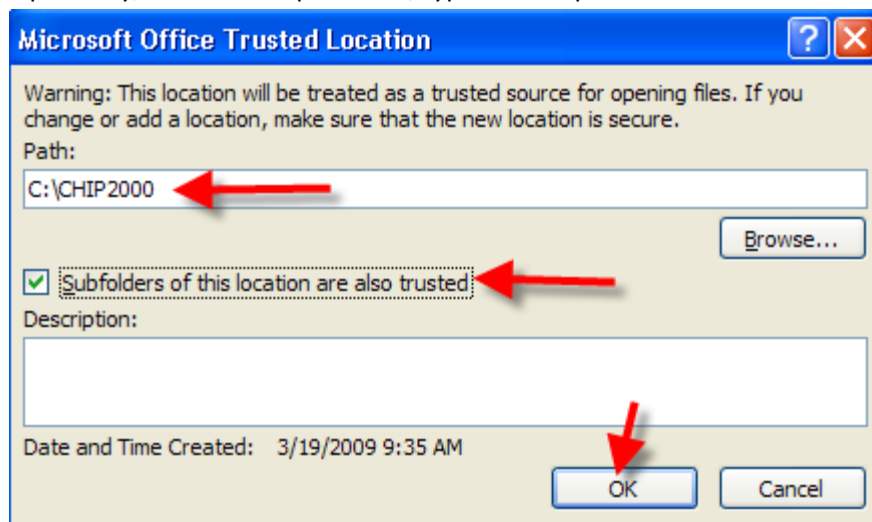 Microsoft Office Trusted Location
Warning: This location will be treated as a trusted source for opening files. If you
change or add a location, make sure that the new location is secure.
Path:
C:\CHIP2000
Browse...
Subfolders of this location are also trusted
Description:
Date and Time Created: 3/19/2009 9:35 AM
OK Cancel